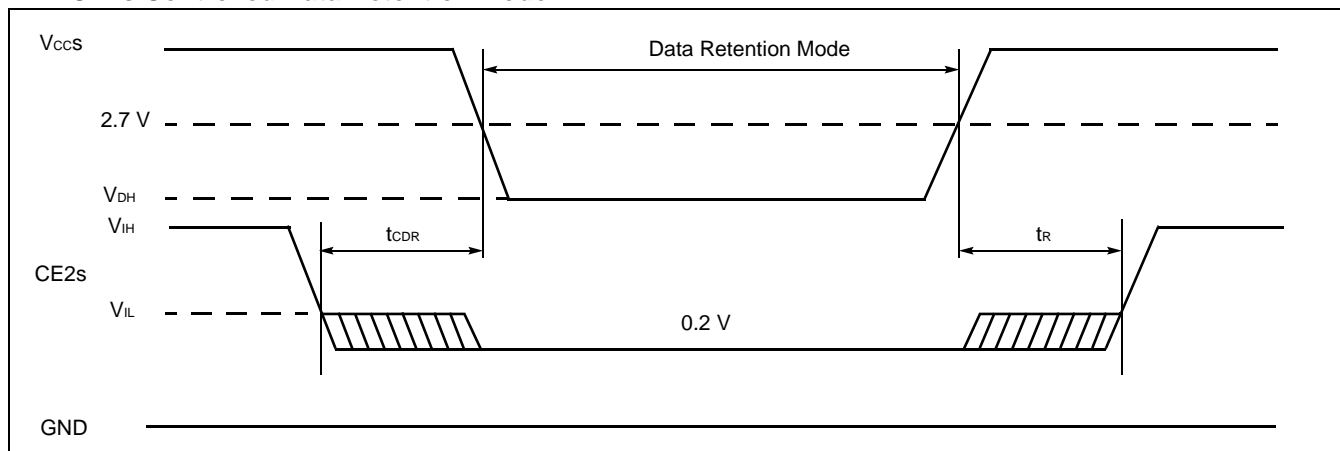 VCCS
Data Retention Mode
2.7 V
VDH
VIH
tCDR
tR
CE2s
VIL
0.2 V
GND